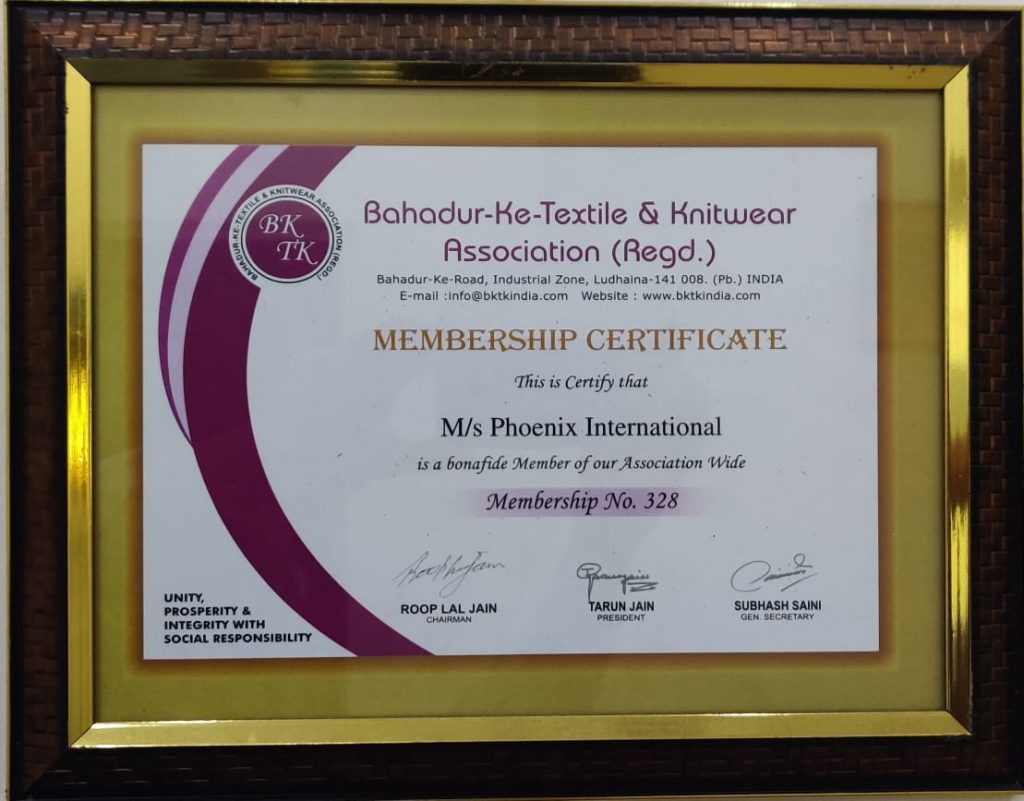 BAHADUR-KE-TEXTILE & KNITWEAR ASSOCIATION (REGD.)
BK
TK
Bahadur-Ke-Textile & Knitwear
Association (Regd.)
Bahadur-Ke-Road, Industrial Zone, Ludhaina-141 008. (Pb.) INDIA
E-mail :info@bktkindia.com Website : www.bktkindia.com
MEMBERSHIP CERTIFICATE
This is Certify that
M/s Phoenix International
is a bonafide Member of our Association Wide
Membership No. 328
ROOP LAL JAIN
CHAIRMAN
TARUN JAIN
PRESIDENT
SUBHASH SAINI
GEN. SECRETARY
UNITY,
PROSPERITY &
INTEGRITY WITH
SOCIAL RESPONSIBILITY